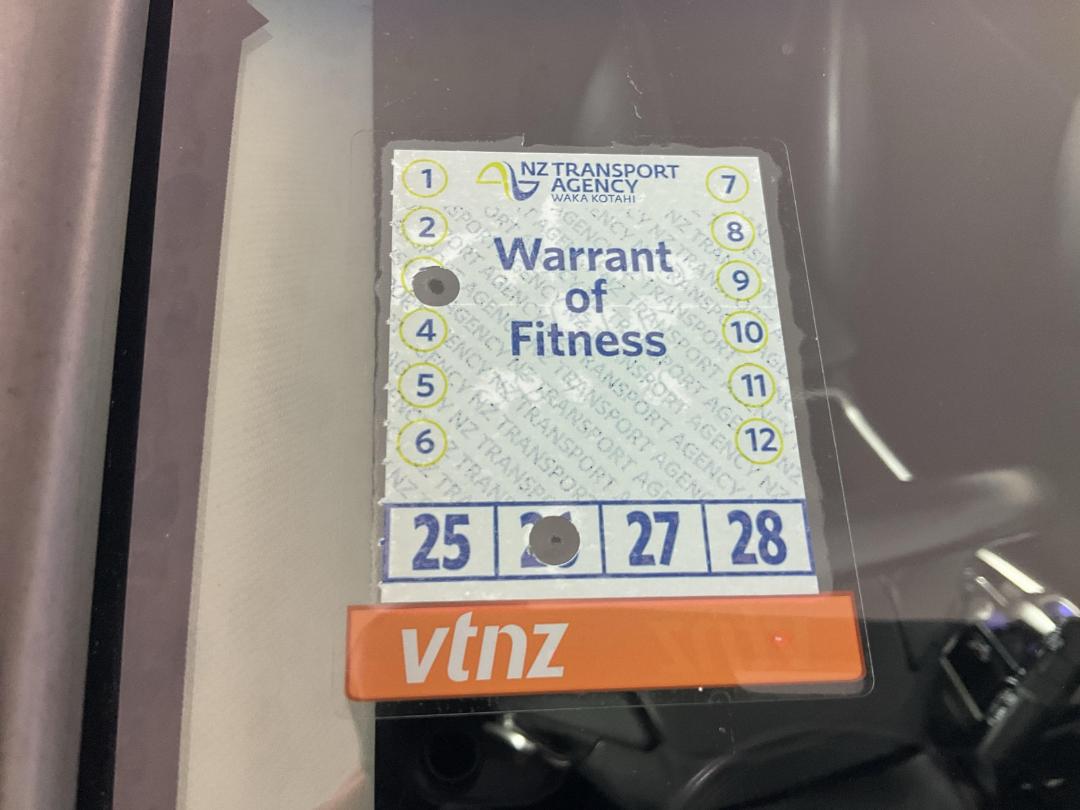 NZ TRANSPORT
AGENCY
WAKA KOTAHI
1
7
2
8
Warrant
of
Fitness
9
4
10
5
11
6
12
25
27
28
vtnz